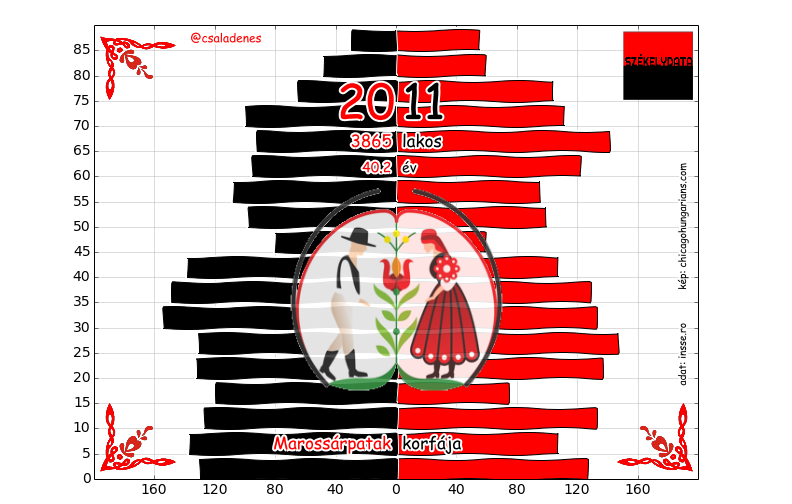 @csaladenes
SZÉKELYDATA
2011
3865 lakos
40.2 év
kép: chicagohungarians.com
adat: insse.ro
Marossárpatak korfája
85
80
75
70
65
60
55
50
45
40
35
30
25
20
15
10
5
0
160 120 80 40 0 40 80 120 160